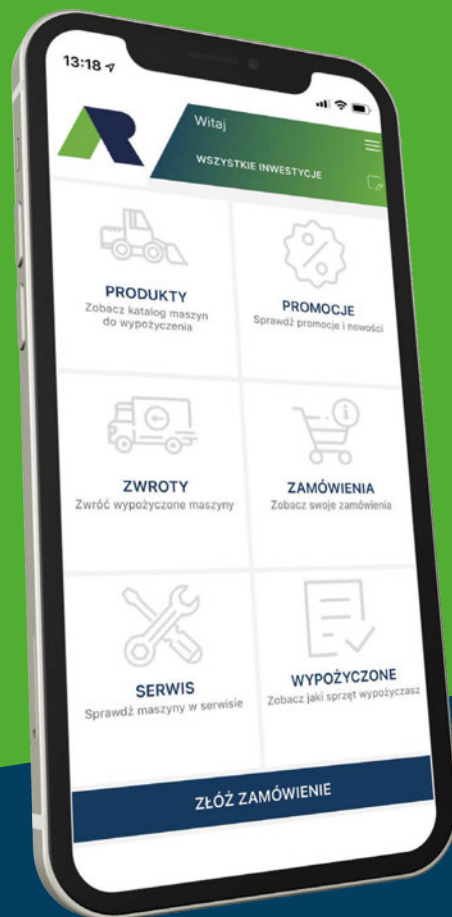 13:18
Witaj
WSZYSTKIE INWESTYCJE
PRODUKTY
Zobacz katalog maszyn
do wypożyczenia
PROMOCJE
Sprawdź promocje i nowości
ZWROTY
Zwróć wypożyczone maszyny
ZAMÓWIENIA
Zobacz swoje zamówienia
SERWIS
Sprawdź maszyny w serwisie
WYPOŻYCZONE
Zobacz jaki sprzęt wypożyczasz
ZŁÓŻ ZAMÓWIENIE